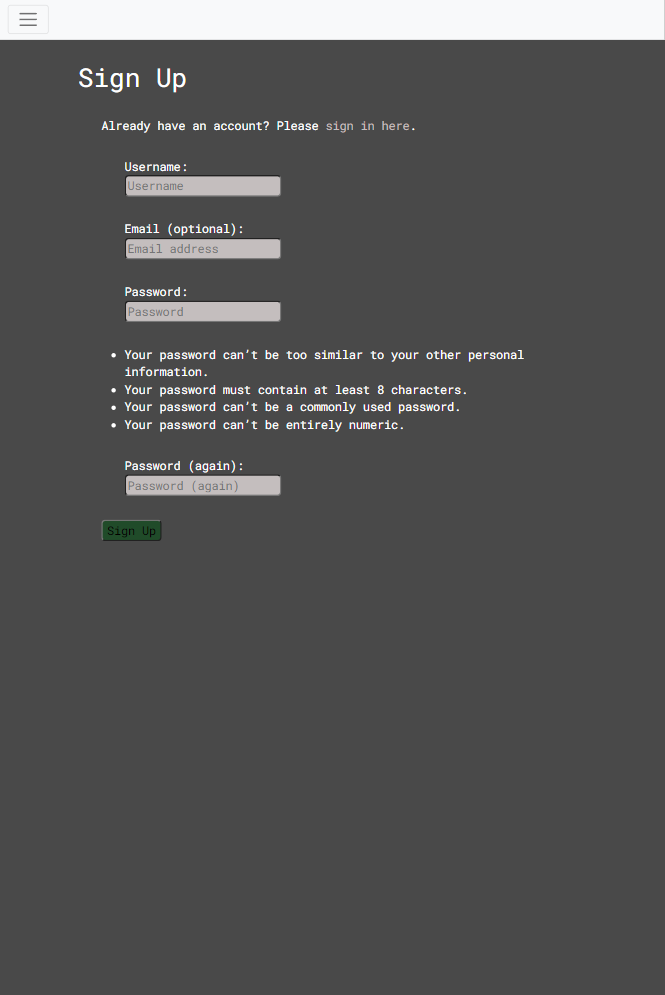 Sign Up
Already have an account? Please sign in here.
Username:
Username
Email (optional):
Email address
Password:
Password
• Your password can’t be too similar to your other personal
information.
• Your password must contain at least 8 characters.
• Your password can’t be a commonly used password.
• Your password can’t be entirely numeric.
Password (again):
Password (again)
Sign Up